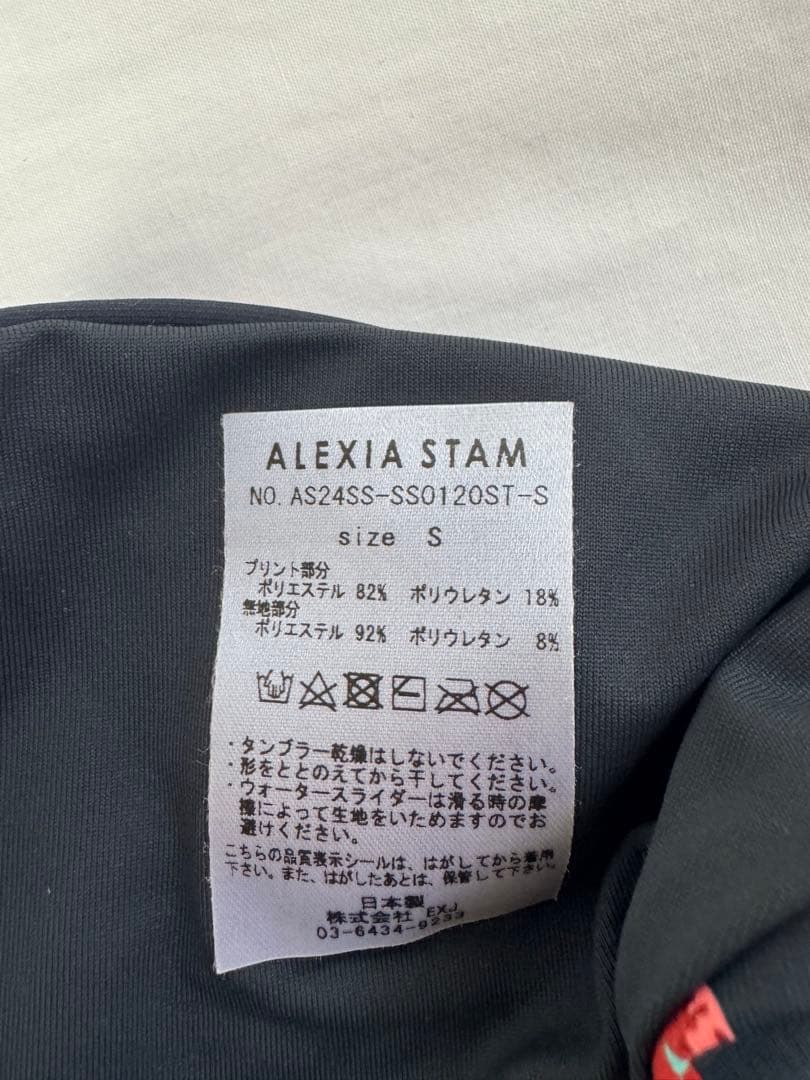 ALEXIA STAM
NO. AS24SS-SS0120ST-S
size S
プリント部分
ポリエステル 82% ポリウレタン 18%
無地部分
ポリエステル 92% ポリウレタン 8%
・タンブラー乾燥はしないでください。
・形をととのえてから干してください。
・ウォータースライダーは滑る時の摩
擦によって生地をいためますのでお
避けください。
こちらの品質表示シールは、はがしてから着用
下さい。また、はがしたあとは、保管して下さい。
日本製
株式会社 EXJ
03-6434-9233